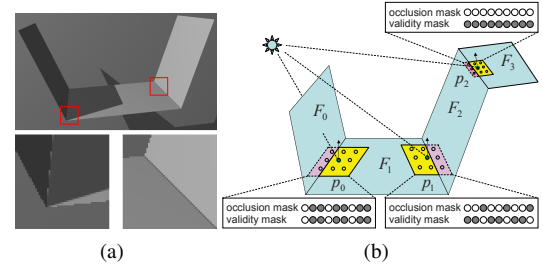 occlusion mask
validity mask
F₃
p₂
F₀
F₂
F₁
p₀
p₁
occlusion mask
validity mask
occlusion mask
validity mask
(a)
(b)